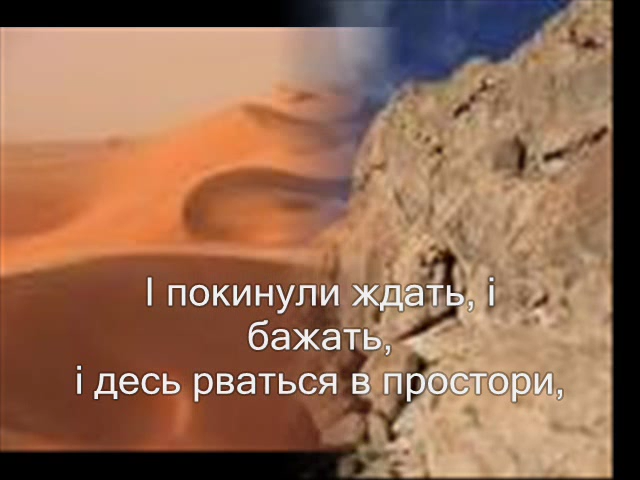 І покинули ждать, і
бажать,
і десь рваться в простори,